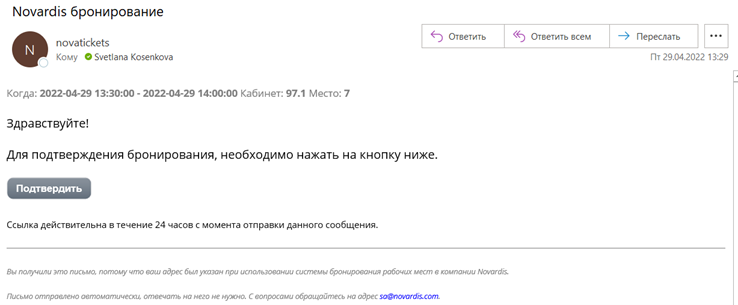 Novardis бронирование
N
novatickets
Кому Svetlana Kosenkova
Ответить
Ответить всем
Переслать
Пт 29.04.2022 13:29
Когда: 2022-04-29 13:30:00 - 2022-04-29 14:00:00 Кабинет: 97.1 Место: 7
Здравствуйте!
Для подтверждения бронирования, необходимо нажать на кнопку ниже.
Подтвердить
Ссылка действительна в течение 24 часов с момента отправки данного сообщения.
Вы получили это письмо, потому что ваш адрес был указан при использовании системы бронирования рабочих мест в компании Novardis.
Письмо отправлено автоматически, отвечать на него не нужно. С вопросами обращайтесь на адрес sa@novardis.com.